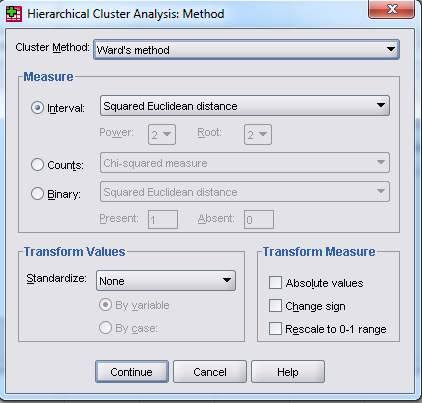 Hierarchical Cluster Analysis: Method
Cluster Method: Ward's method
Measure
Interval: Squared Euclidean distance
Power: 2 Root: 2
Counts: Chi-squared measure
Binary: Squared Euclidean distance
Present: 1 Absent: 0
Transform Values
Standardize: None
By variable
By case:
Transform Measure
Absolute values
Change sign
Rescale to 0-1 range
Continue Cancel Help